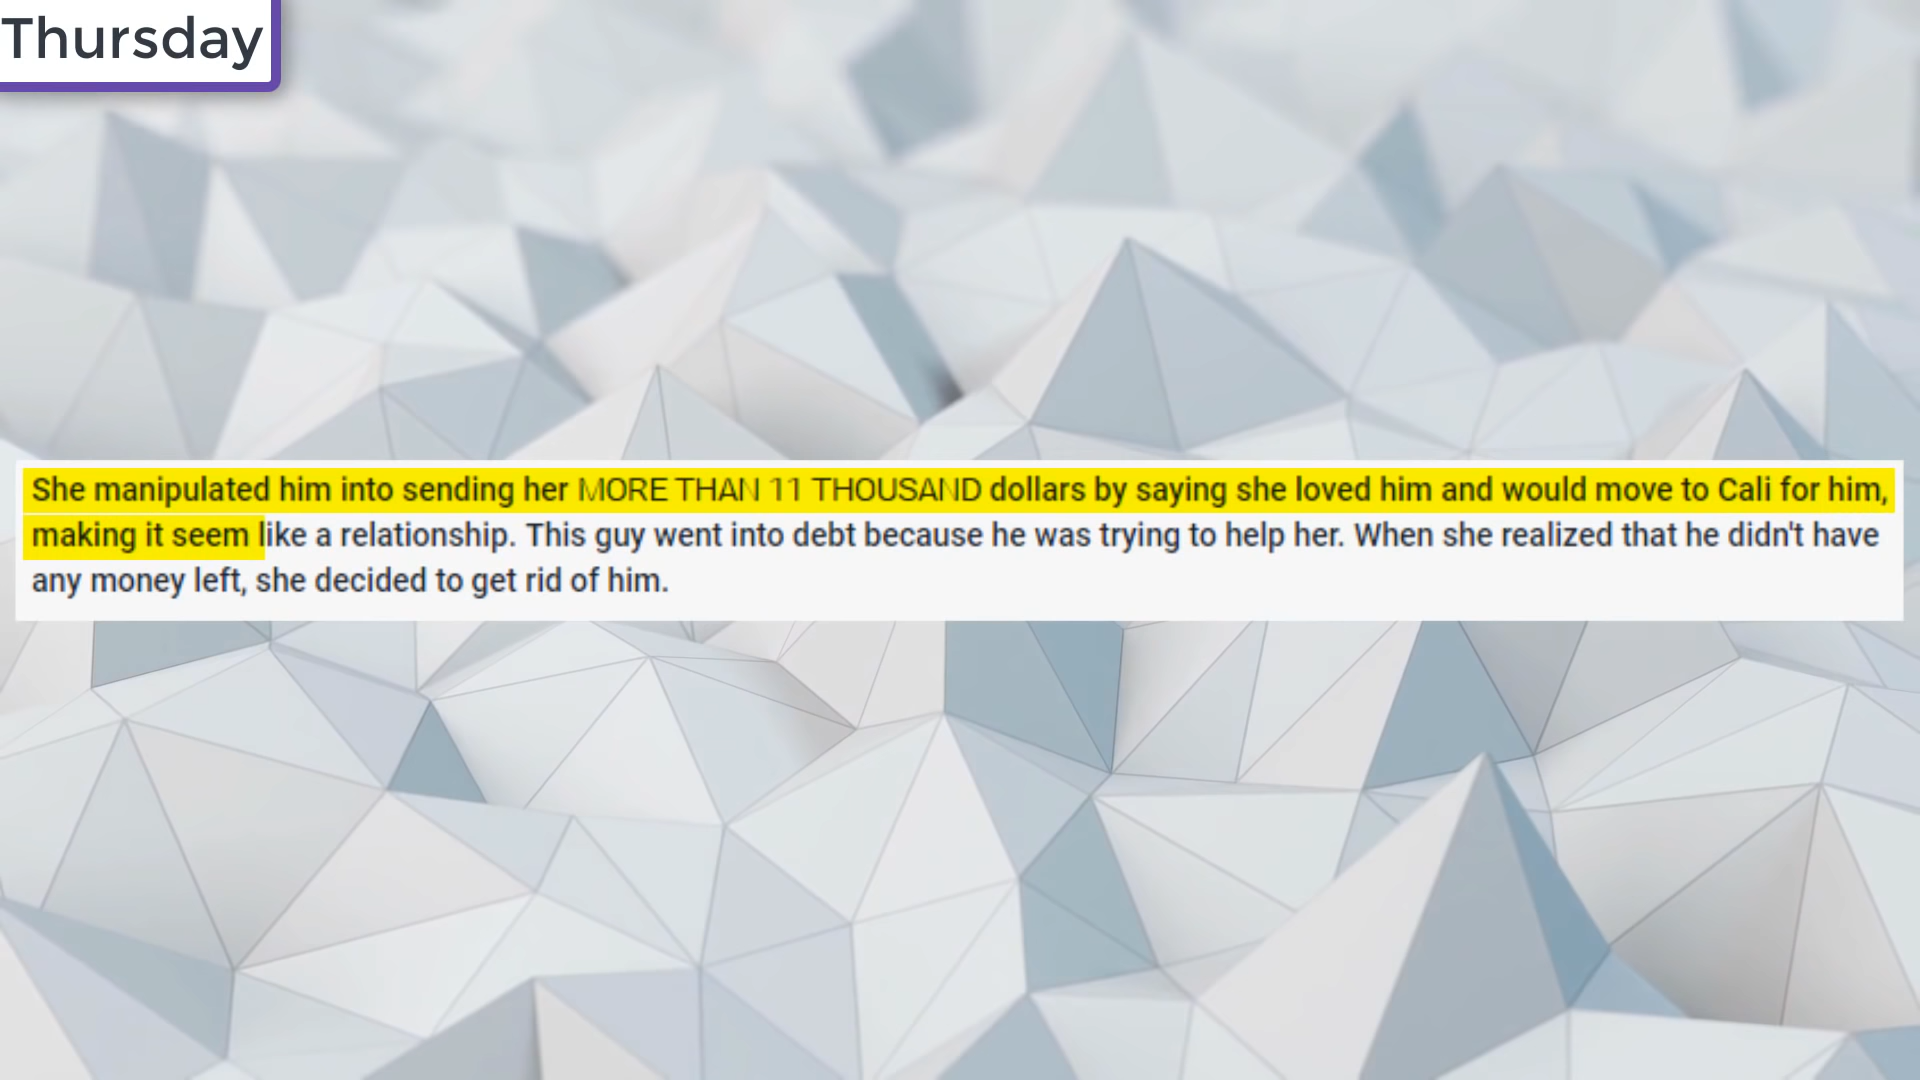 Thursday
She manipulated him into sending her MORE THAN 11 THOUSAND dollars by saying she loved him and would move to Cali for him,
making it seem like a relationship. This guy went into debt because he was trying to help her. When she realized that he didn't have
any money left, she decided to get rid of him.